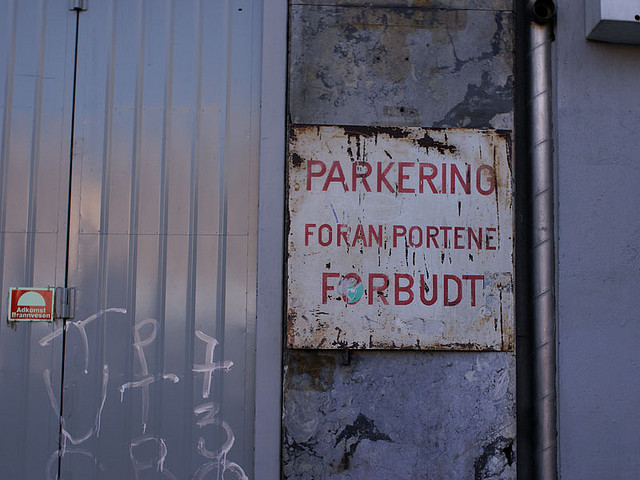 PARKERING
FORAN PORTENE
FORBUDT
Adkomst
Brannvesen